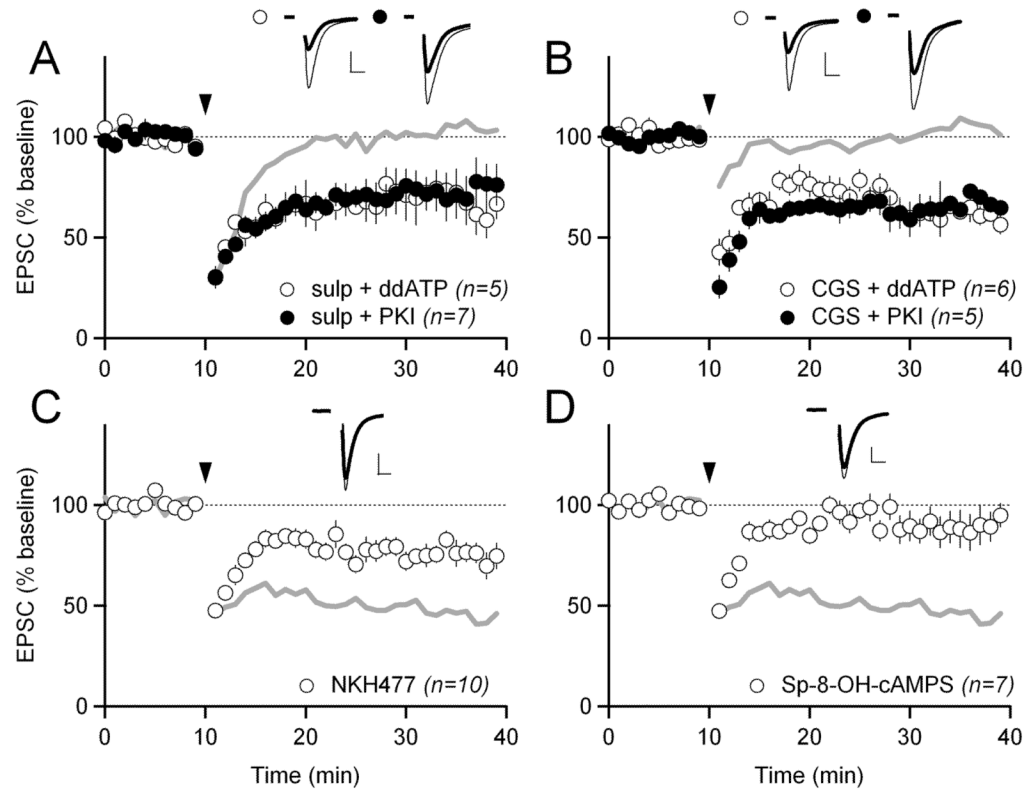 A
B
EPSC (% baseline)
100
50
0
sulp + ddATP (n=5)
sulp + PKI (n=7)
0 10 20 30 40
100
50
0
CGS + ddATP (n=6)
CGS + PKI (n=5)
0 10 20 30 40
C
D
EPSC (% baseline)
100
50
0
NKH477 (n=10)
0 10 20 30 40
Time (min)
100
50
0
Sp-8-OH-cAMPS (n=7)
0 10 20 30 40
Time (min)